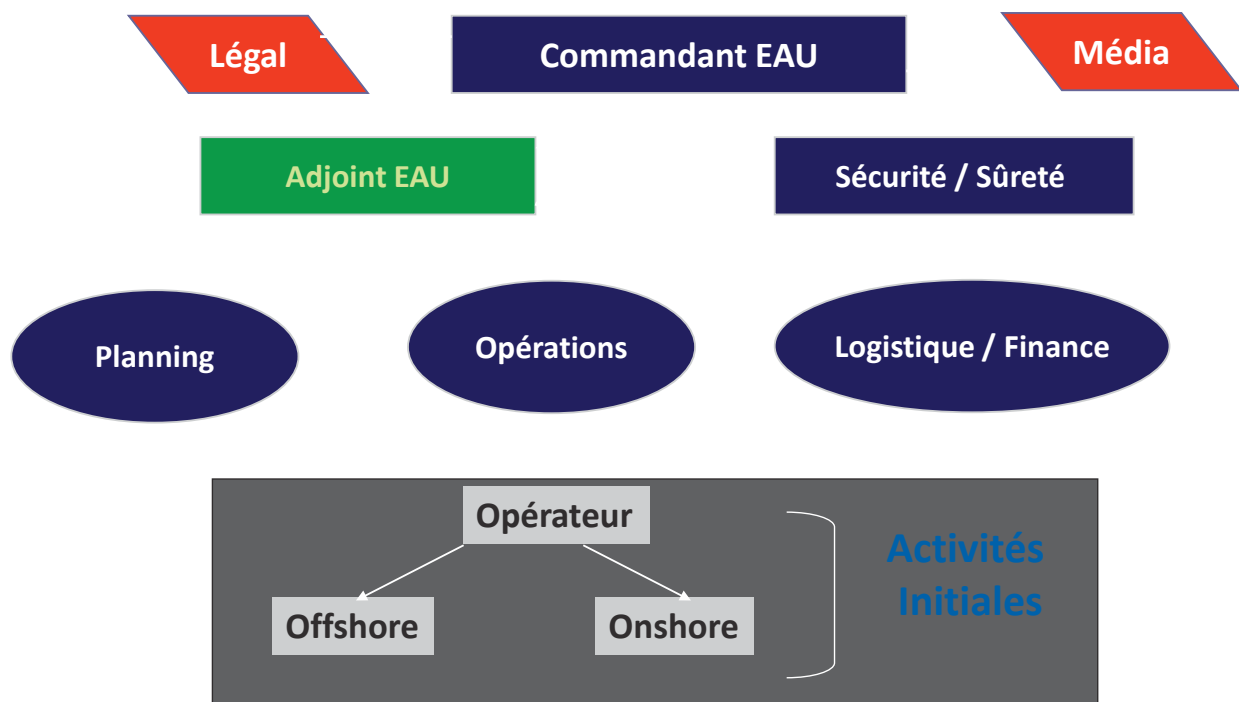 Légal
Commandant EAU
Média
Adjoint EAU
Sécurité / Sûreté
Planning
Opérations
Logistique / Finance
Opérateur
Activités
Initiales
Offshore
Onshore